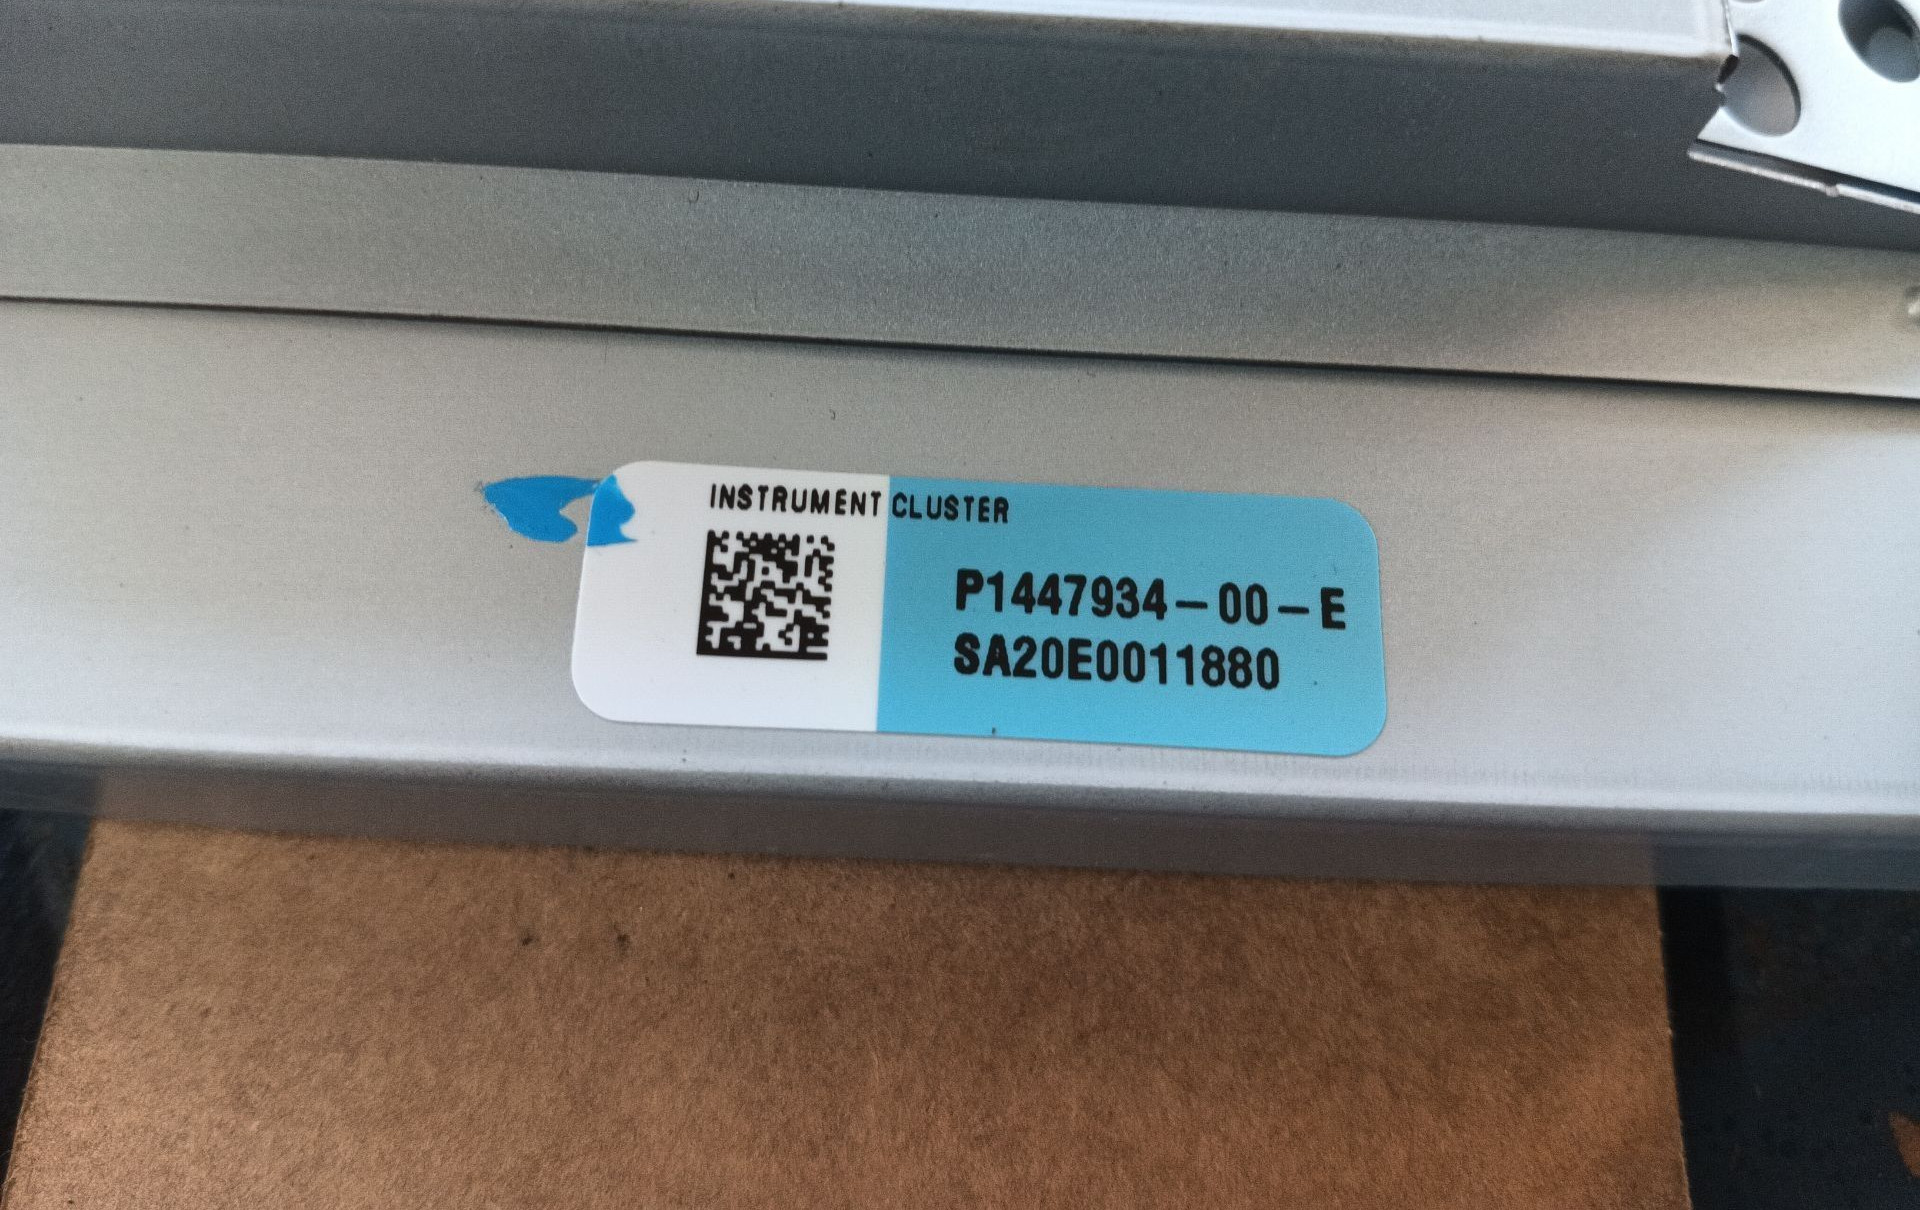 INSTRUMENT CLUSTER
P1447934-00-E
SA20E0011880